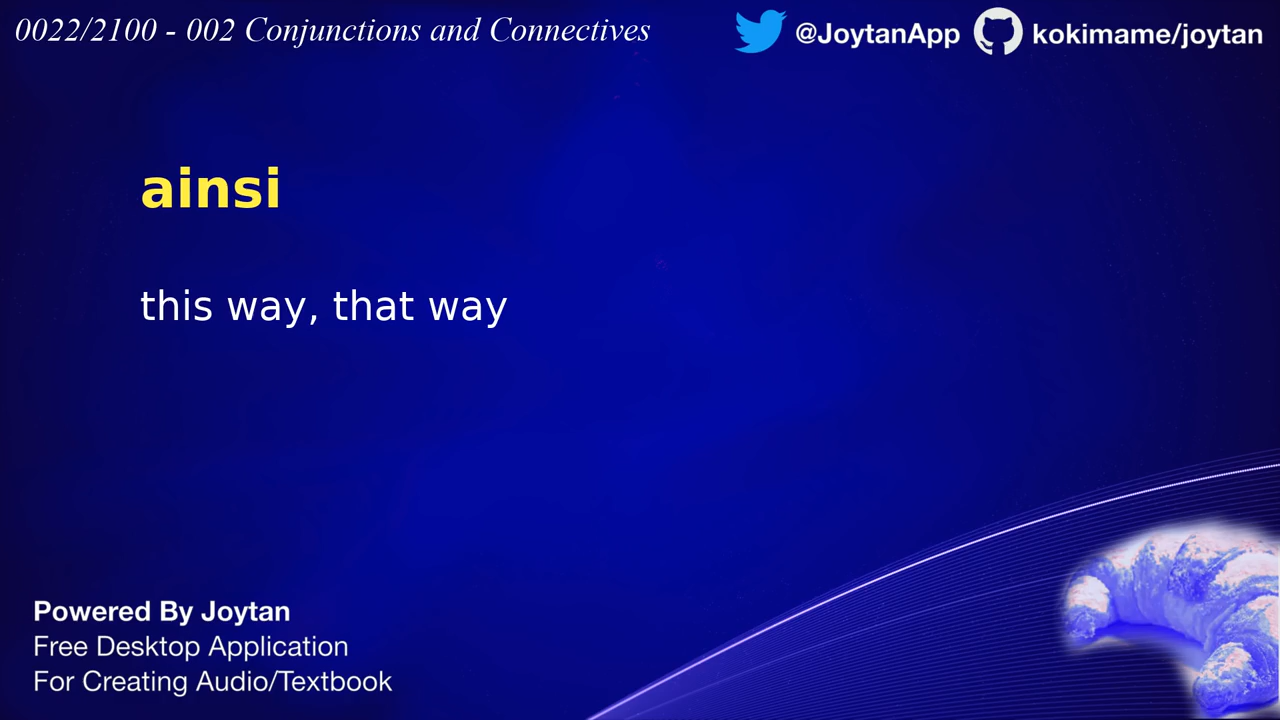 0022/2100 - 002 Conjunctions and Connectives
@JoytanApp
kokimame/joytan
ainsi
this way, that way
Powered By Joytan
Free Desktop Application
For Creating Audio/Textbook